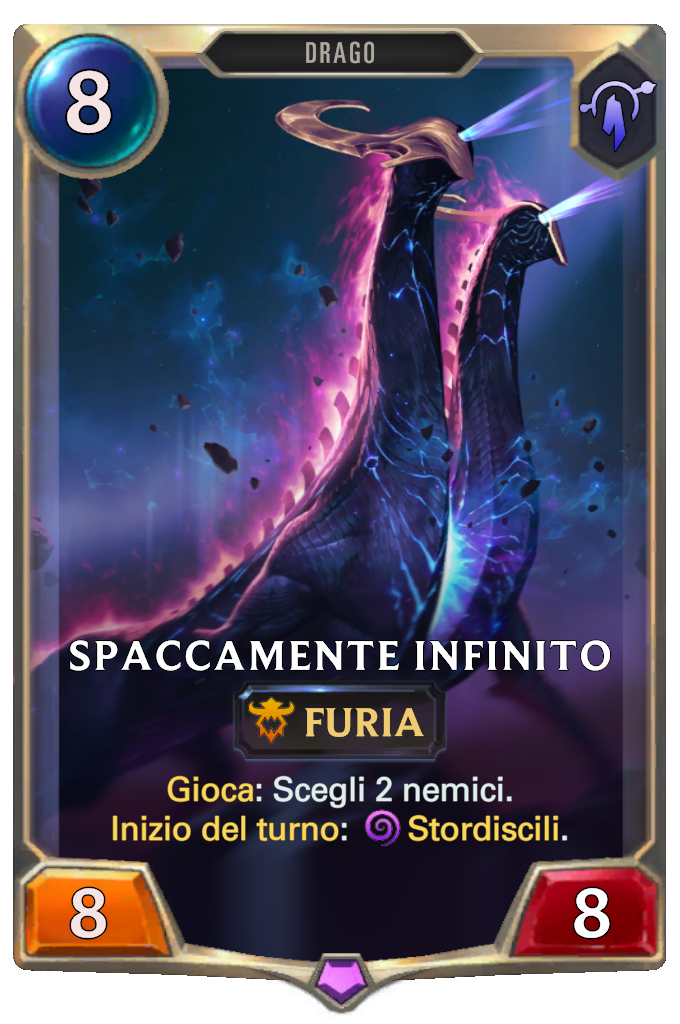 DRAGO
8
SPACCAMENTE INFINITO
FURIA
Gioca: Scegli 2 nemici.
Inizio del turno: Stordiscili.
8
8